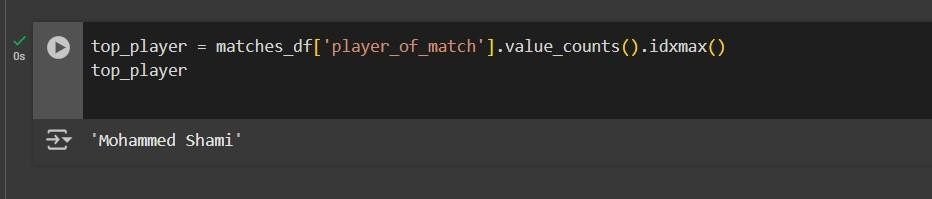 top_player = matches_df['player_of_match'].value_counts().idxmax()
0s
top_player
'Mohammed Shami'